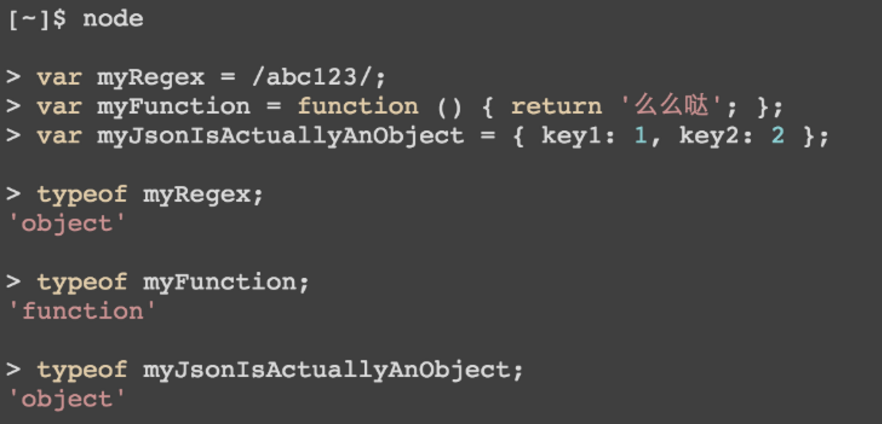 [~]$ node
> var myRegex = /abc123/;
> var myFunction = function () { return '么么哒'; };
> var myJsonIsActuallyAnObject = { key1: 1, key2: 2 };
> typeof myRegex;
'object'
> typeof myFunction;
'function'
> typeof myJsonIsActuallyAnObject;
'object'